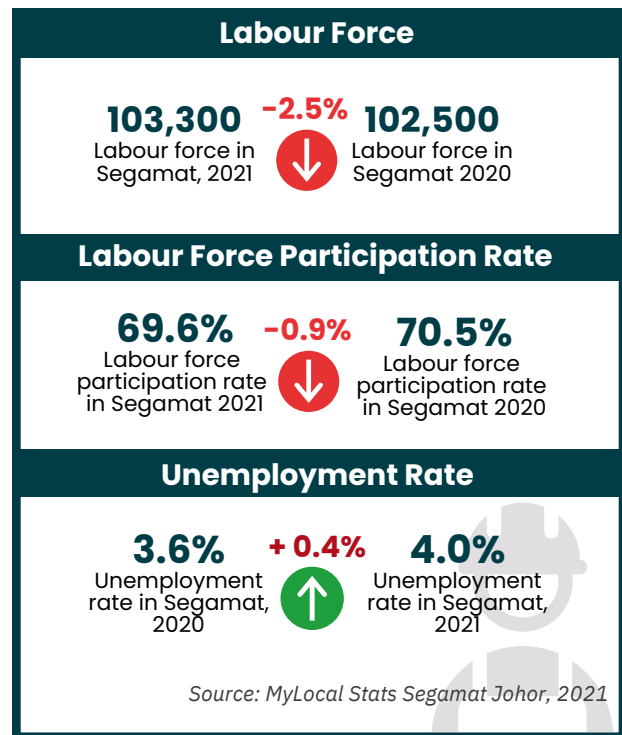 Labour Force
103,300
Labour force in
Segamat, 2021
-2.5%
102,500
Labour force in
Segamat 2020
Labour Force Participation Rate
69.6%
Labour force
participation rate
in Segamat 2021
-0.9%
70.5%
Labour force
participation rate
in Segamat 2020
Unemployment Rate
3.6%
Unemployment
rate in Segamat,
2020
+ 0.4%
4.0%
Unemployment
rate in Segamat,
2021
Source: MyLocal Stats Segamat Johor, 2021